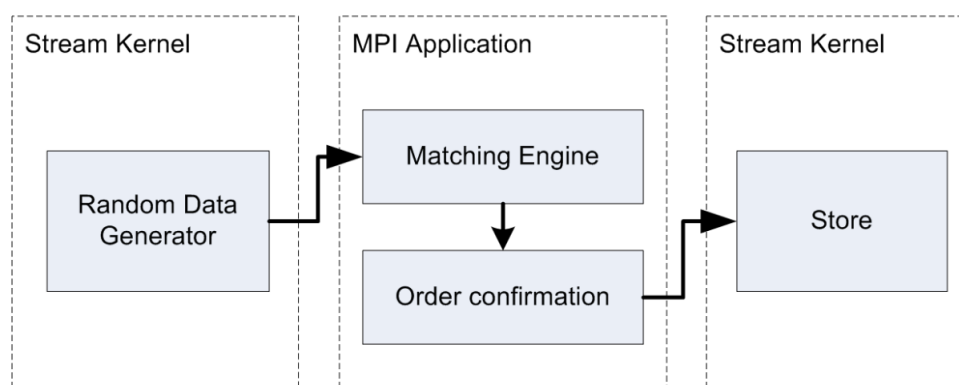 Stream Kernel
Random Data
Generator
MPI Application
Matching Engine
Order confirmation
Stream Kernel
Store